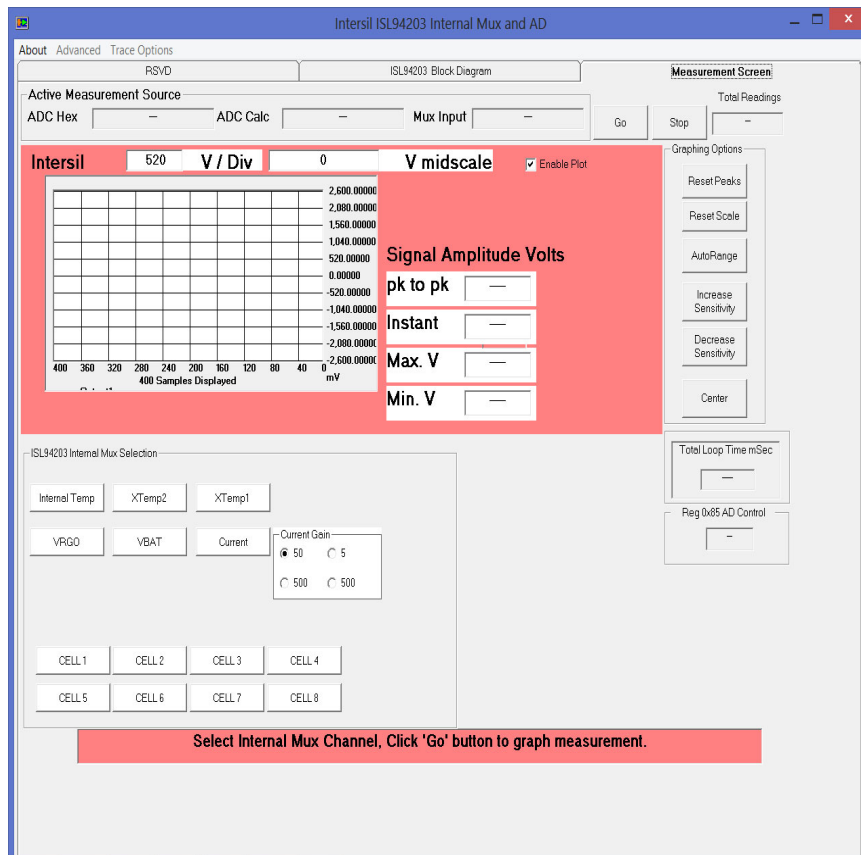 Intersil ISL94203 Internal Mux and AD
About Advanced Trace Options
RSVD ISL94203 Block Diagram Measurement Screen
Active Measurement Source
Total Readings
ADC Hex – ADC Calc – Mux Input – Go Stop –
Intersil 520 V / Div 0 V midscale Enable Plot
Graphing Options
Reset Peaks
Reset Scale
AutoRange
Increase
Sensitivity
Decrease
Sensitivity
Center
2,600.00000
2,080.00000
1,560.00000
1,040.00000
520.00000
0.00000
-520.00000
-1,040.00000
-1,560.00000
-2,080.00000
-2,600.00000
400 360 320 280 240 200 160 120 80 40 0
mV
400 Samples Displayed
Signal Amplitude Volts
pk to pk —
Instant —
Max. V —
Min. V —
Total Loop Time mSec
—
Reg 0x85 AD Control
–
ISL94203 Internal Mux Selection
Internal Temp XTemp2 XTemp1
VRGO VBAT Current
Current Gain
50 5
500 500
CELL 1 CELL 2 CELL 3 CELL 4
CELL 5 CELL 6 CELL 7 CELL 8
Select Internal Mux Channel, Click 'Go' button to graph measurement.